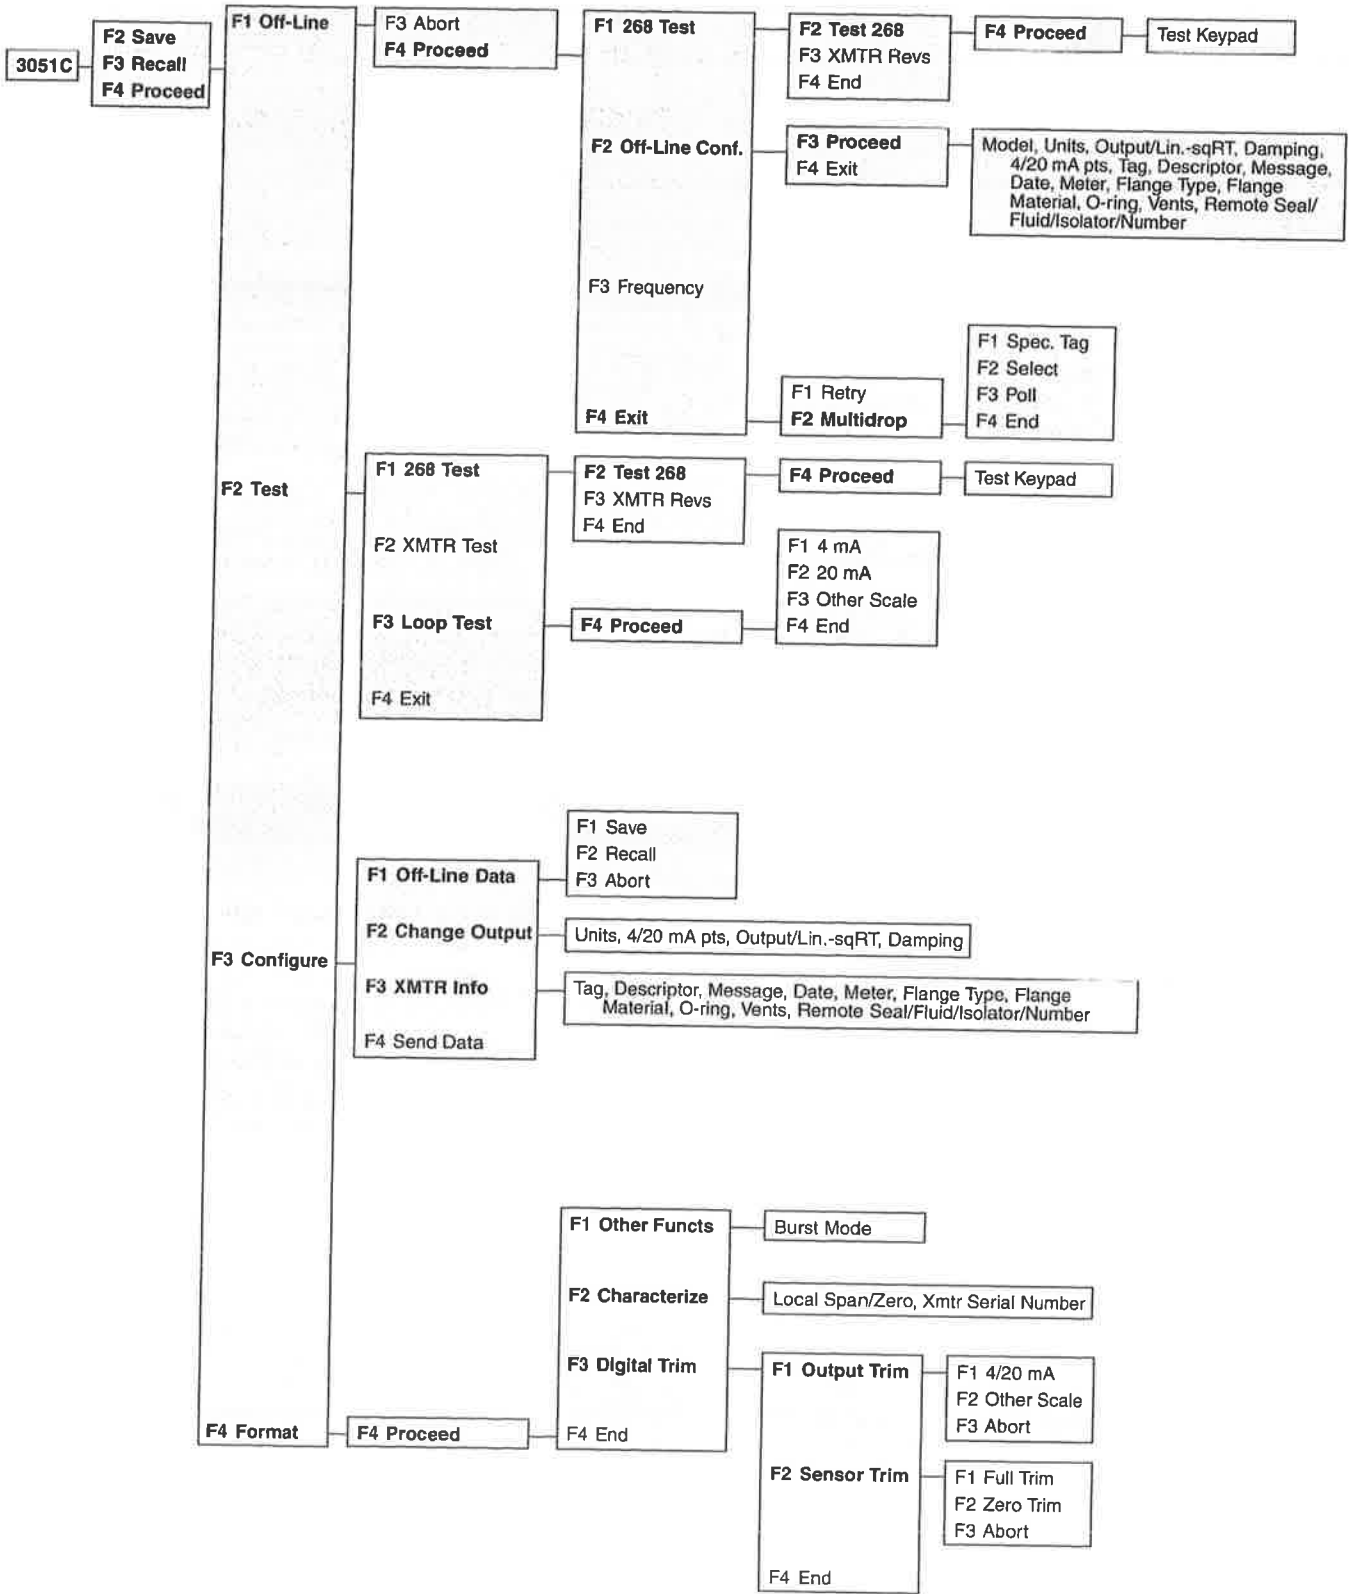 3051C
F2 Save
F3 Recall
F4 Proceed
F1 Off-Line
F2 Test
F3 Configure
F4 Format
F3 Abort
F4 Proceed
F1 268 Test
F2 Off-Line Conf.
F3 Frequency
F4 Exit
F2 Test 268
F3 XMTR Revs
F4 End
F4 Proceed
Test Keypad
F3 Proceed
F4 Exit
Model, Units, Output/Lin.-sqRT, Damping,
4/20 mA pts, Tag, Descriptor, Message,
Date, Meter, Flange Type, Flange
Material, O-ring, Vents, Remote Seal/
Fluid/Isolator/Number
F1 Retry
F2 Multidrop
F1 Spec. Tag
F2 Select
F3 Poll
F4 End
F1 268 Test
F2 XMTR Test
F3 Loop Test
F4 Exit
F2 Test 268
F3 XMTR Revs
F4 End
F4 Proceed
Test Keypad
F4 Proceed
F1 4 mA
F2 20 mA
F3 Other Scale
F4 End
F1 Off-Line Data
F2 Change Output
F3 XMTR Info
F4 Send Data
F1 Save
F2 Recall
F3 Abort
Units, 4/20 mA pts, Output/Lin.-sqRT, Damping
Tag, Descriptor, Message, Date, Meter, Flange Type, Flange
Material, O-ring, Vents, Remote Seal/Fluid/Isolator/Number
F4 Proceed
F1 Other Functs
F2 Characterize
F3 Digital Trim
F4 End
Burst Mode
Local Span/Zero, Xmtr Serial Number
F1 Output Trim
F2 Sensor Trim
F4 End
F1 4/20 mA
F2 Other Scale
F3 Abort
F1 Full Trim
F2 Zero Trim
F3 Abort